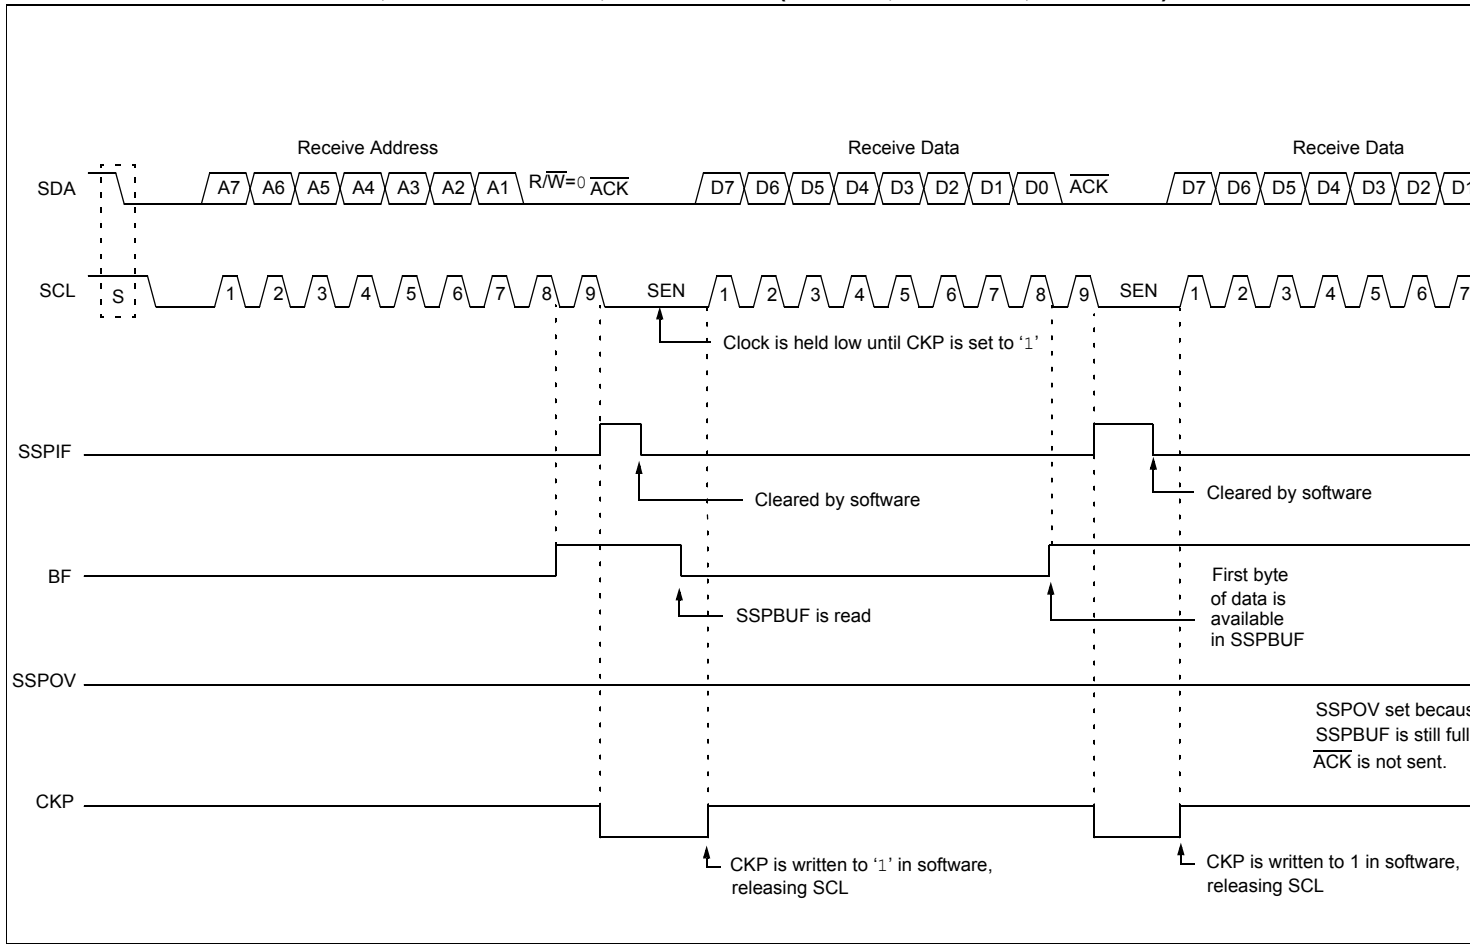 Receive Address
Receive Data
Receive Data
SDA
A7 A6 A5 A4 A3 A2 A1 R/W=0 ACK
D7 D6 D5 D4 D3 D2 D1 D0 ACK
D7 D6 D5 D4 D3 D2 D1
SCL
S
1 2 3 4 5 6 7 8 9
SEN
1 2 3 4 5 6 7 8 9
SEN
1 2 3 4 5 6 7
Clock is held low until CKP is set to ‘1’
SSPIF
Cleared by software
Cleared by software
BF
SSPBUF is read
First byte
of data is
available
in SSPBUF
SSPOV
SSPOV set becaus
SSPBUF is still full
ACK is not sent.
CKP
CKP is written to ‘1’ in software,
releasing SCL
CKP is written to 1 in software,
releasing SCL